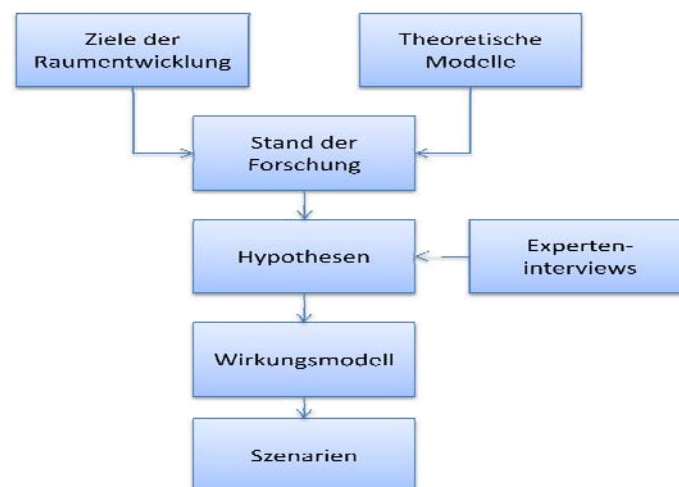 Ziele der
Raumentwicklung
Theoretische
Modelle
Stand der
Forschung
Hypothesen
Experten-
interviews
Wirkungsmodell
Szenarien